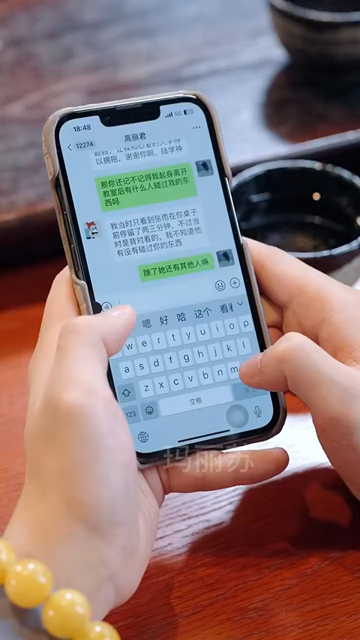 18:48
12274
高丽君
以拥抱。谢谢你啊，陆学神
那你还记不记得我起身离开
教室后有什么人碰过我的东
西吗
我当时只看到张雨在你桌子
前停留了两三分钟，不过当
时是背对着的，我不知道他
有没有碰过你的东西
除了她还有其他人嘛
嗯 好 哈 这个 看
w e r t y u i o p
a s d f g h j k l
z x c v b n m
123 空格
玛丽苏